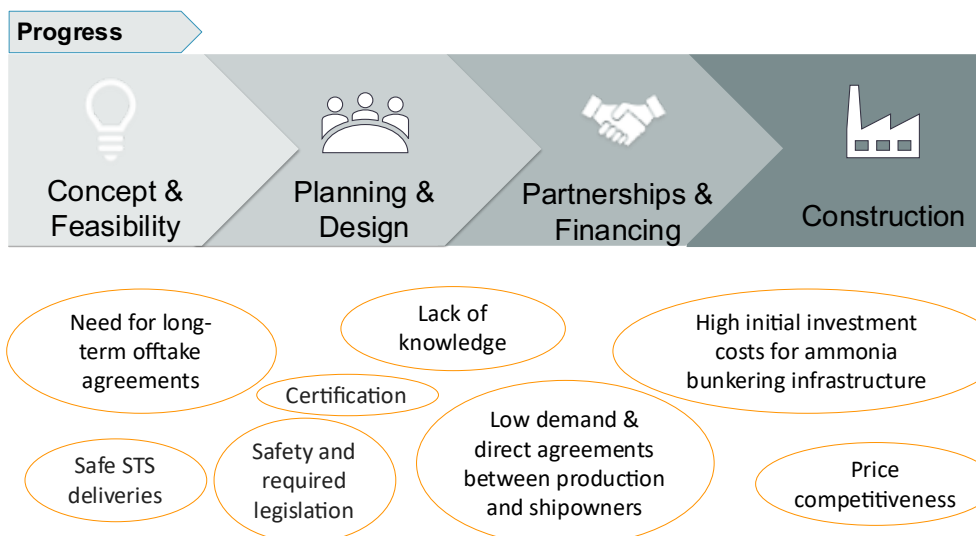 Progress
Concept &
Feasibility
Planning &
Design
Partnerships &
Financing
Construction
Need for long-
term offtake
agreements
Lack of
knowledge
High initial investment
costs for ammonia
bunkering infrastructure
Certification
Low demand &
direct agreements
between production
and shipowners
Safe STS
deliveries
Safety and
required
legislation
Price
competitiveness